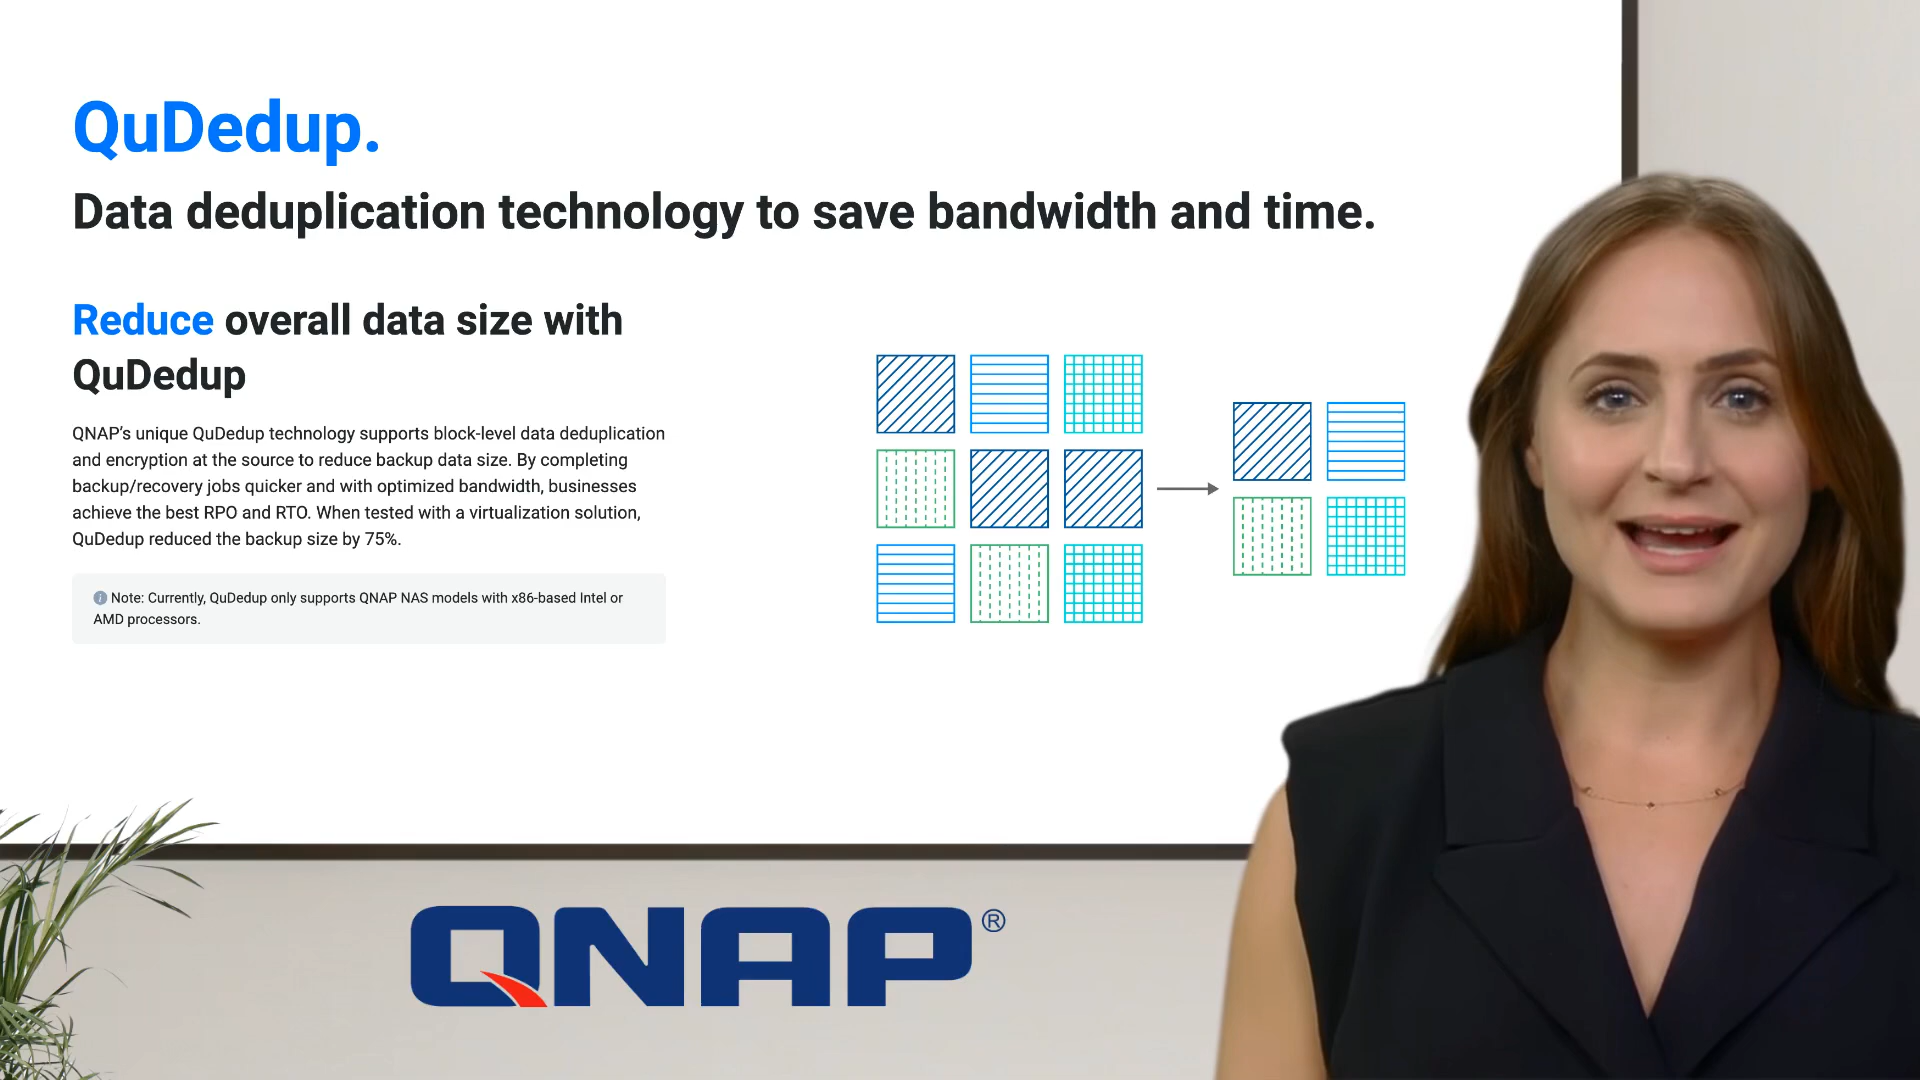 QuDedup.
Data deduplication technology to save bandwidth and time.
Reduce overall data size with
QuDedup
QNAP’s unique QuDedup technology supports block-level data deduplication
and encryption at the source to reduce backup data size. By completing
backup/recovery jobs quicker and with optimized bandwidth, businesses
achieve the best RPO and RTO. When tested with a virtualization solution,
QuDedup reduced the backup size by 75%.
i Note: Currently, QuDedup only supports QNAP NAS models with x86-based Intel or
AMD processors.
QNAP®